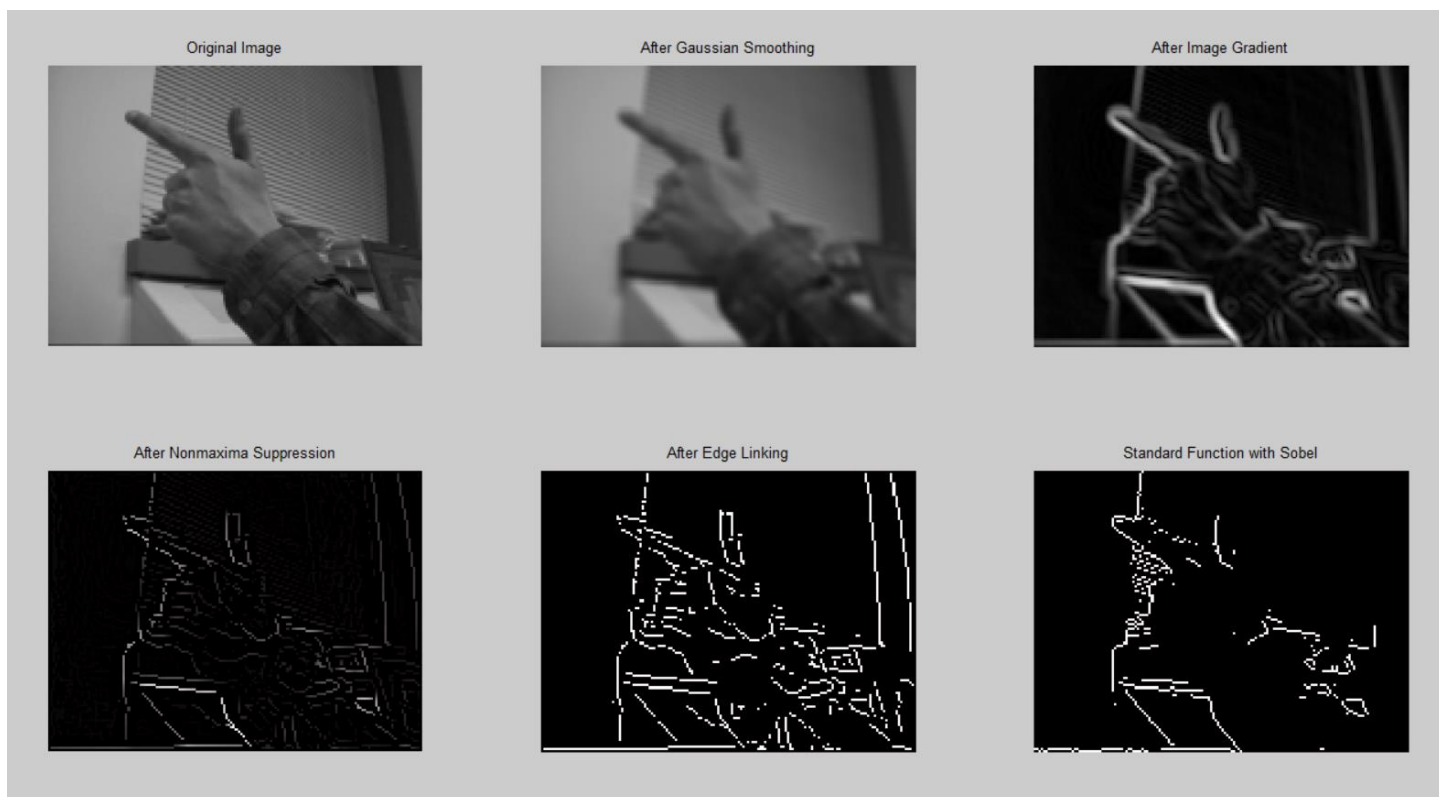 Original Image
After Gaussian Smoothing
After Image Gradient
After Nonmaxima Suppression
After Edge Linking
Standard Function with Sobel